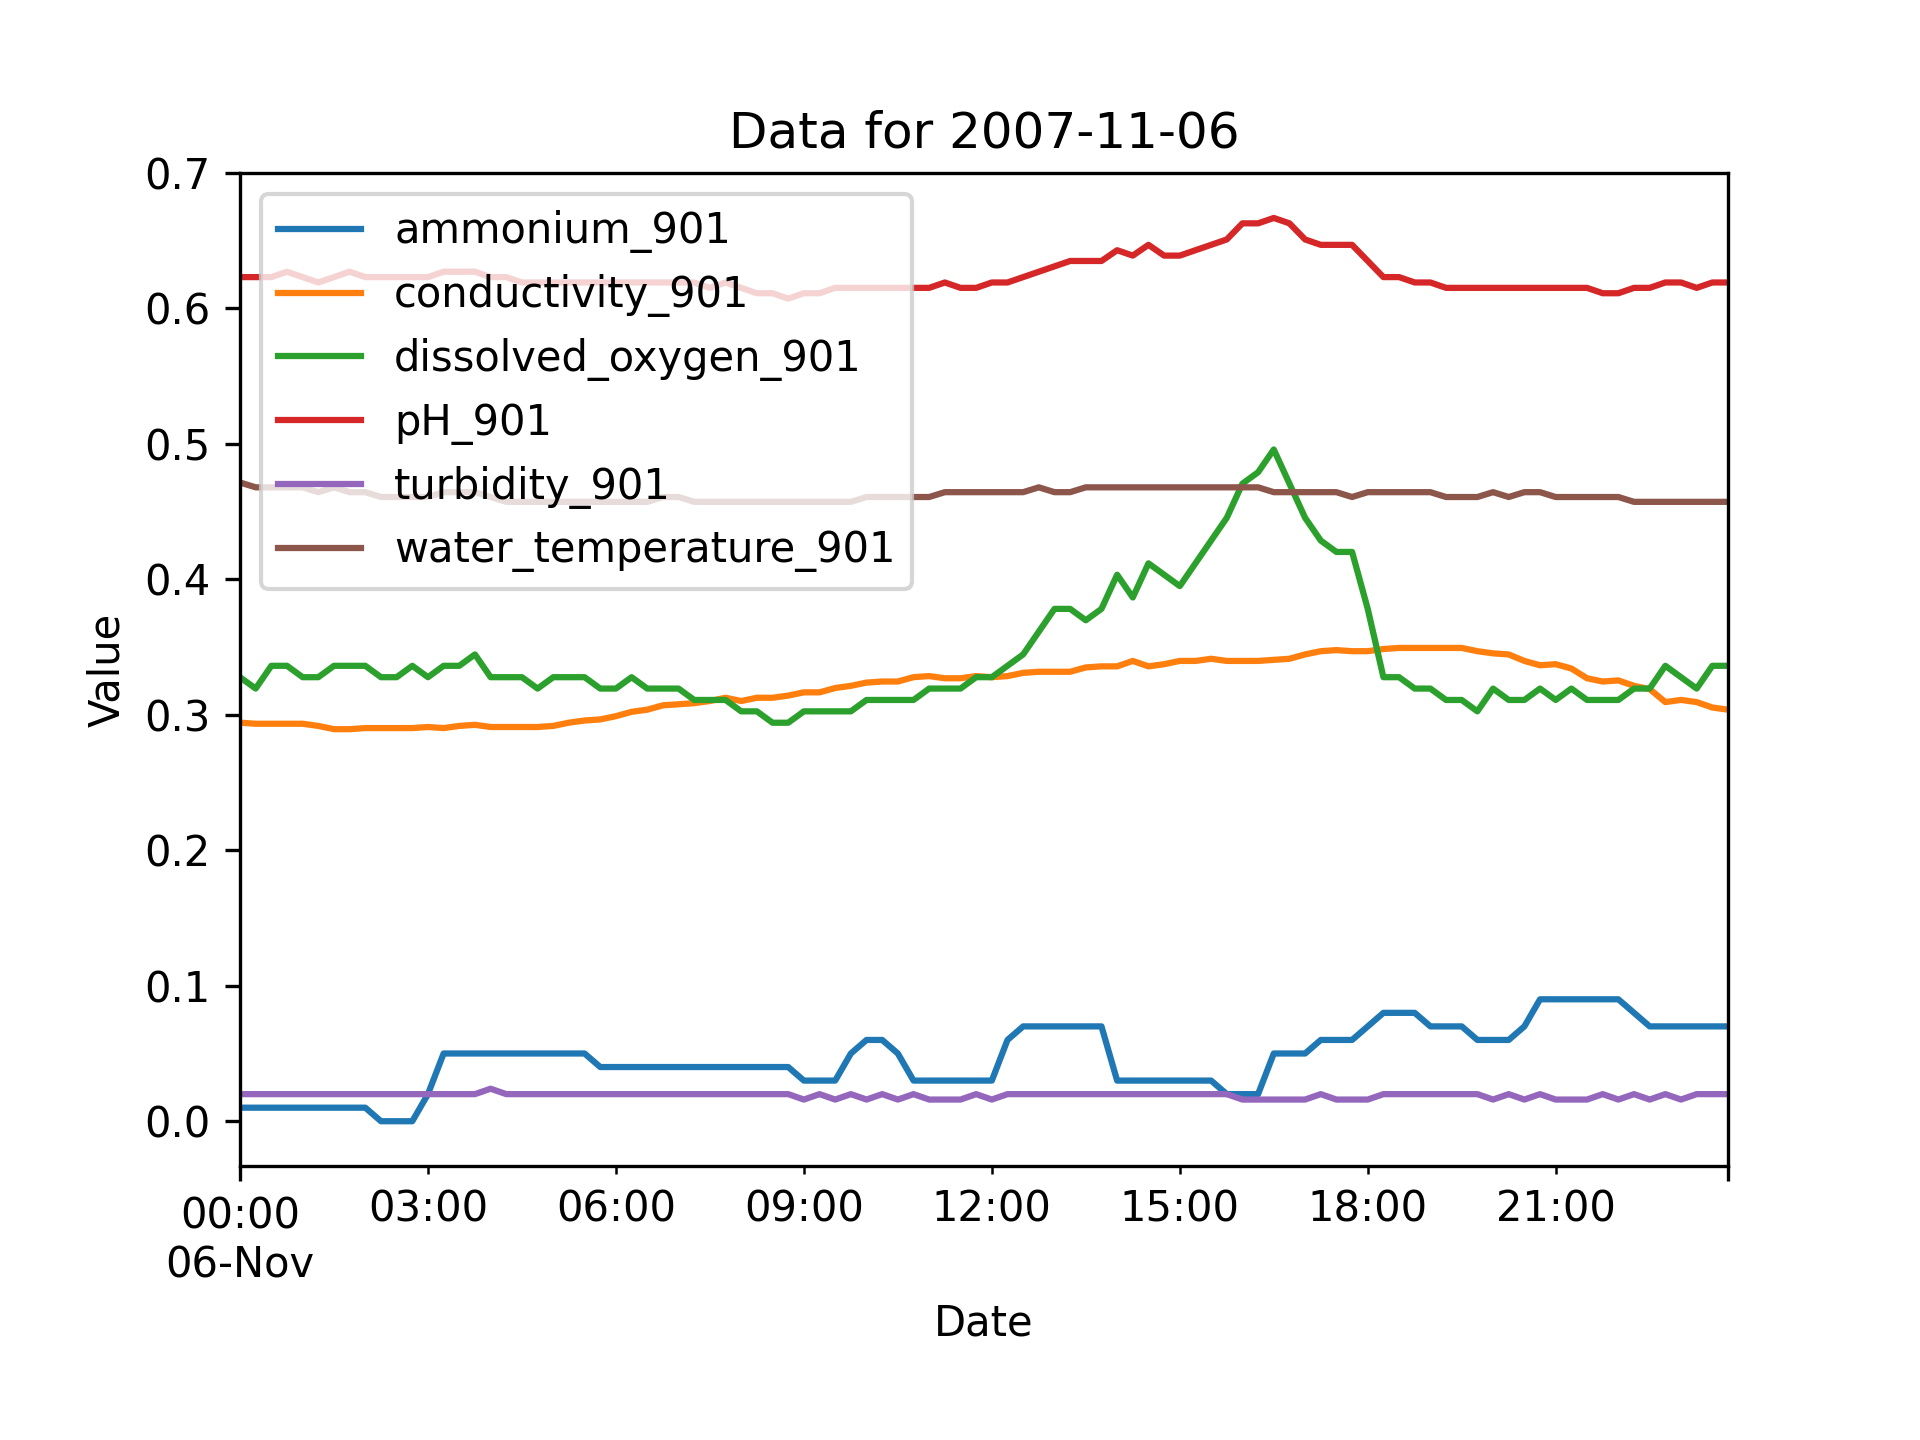 Data for 2007-11-06
0.7
0.6
0.5
0.4
0.3
0.2
0.1
0.0
Value
ammonium_901
conductivity_901
dissolved_oxygen_901
pH_901
turbidity_901
water_temperature_901
00:00 03:00 06:00 09:00 12:00 15:00 18:00 21:00
06-Nov
Date